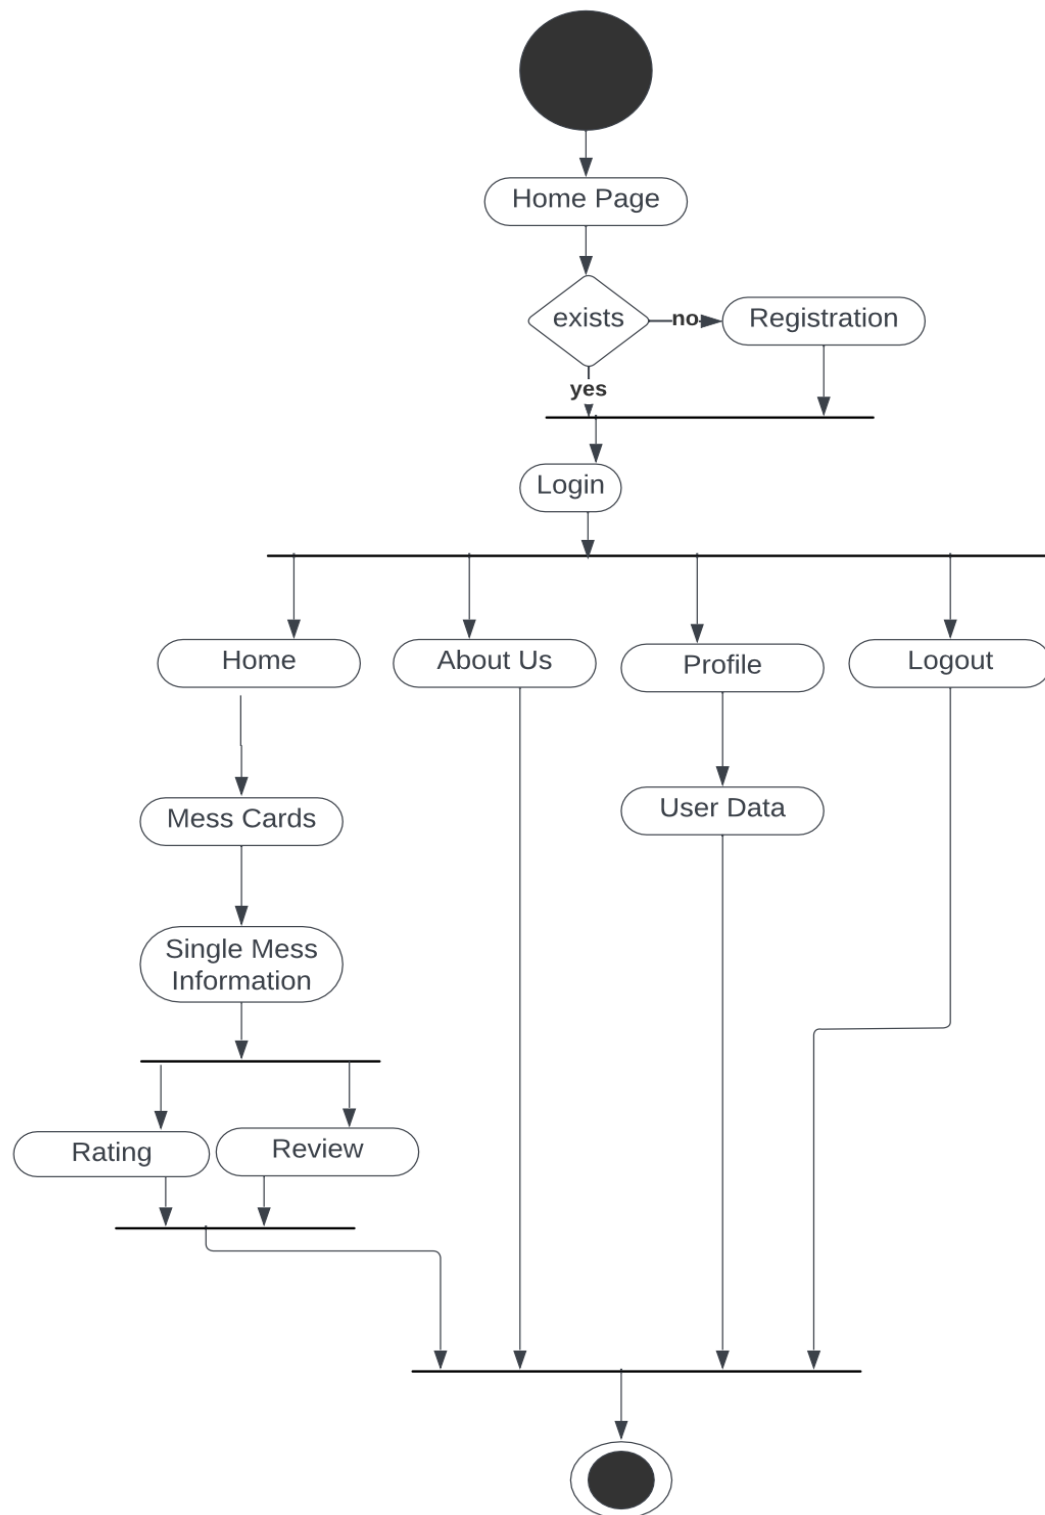 Home Page
exists
no
Registration
yes
Login
Home
About Us
Profile
Logout
Mess Cards
User Data
Single Mess
Information
Rating
Review